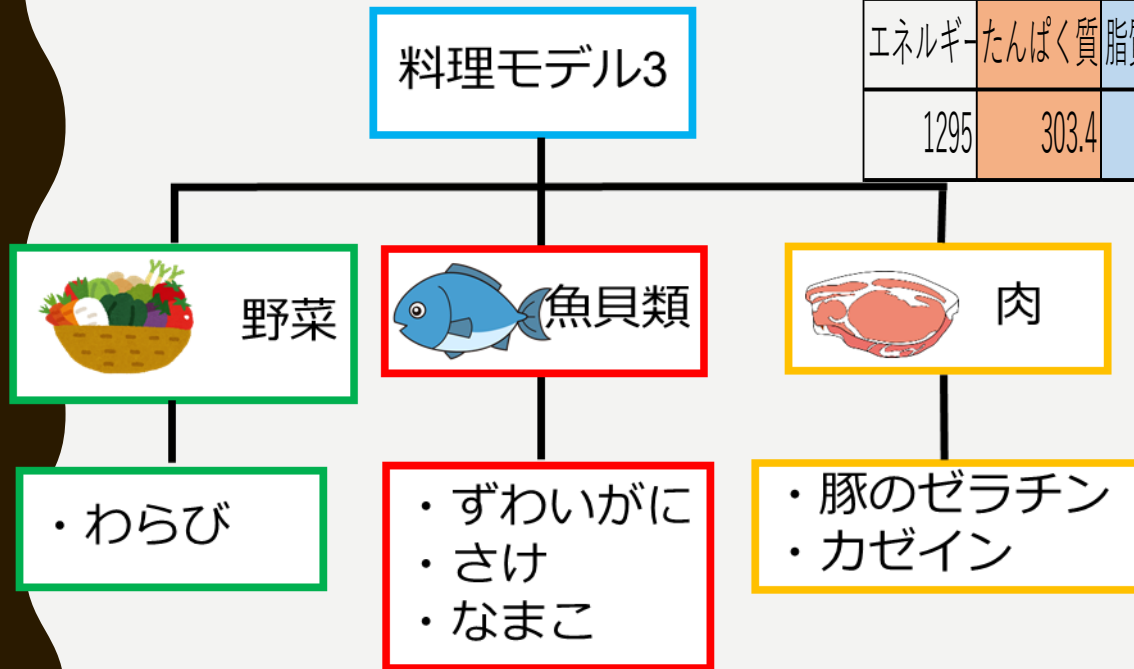 料理モデル3
エネルギー たんぱく質 脂質
1295 303.4
野菜
魚貝類
肉
・わらび
・ずわいがに
・さけ
・なまこ
・豚のゼラチン
・カゼイン